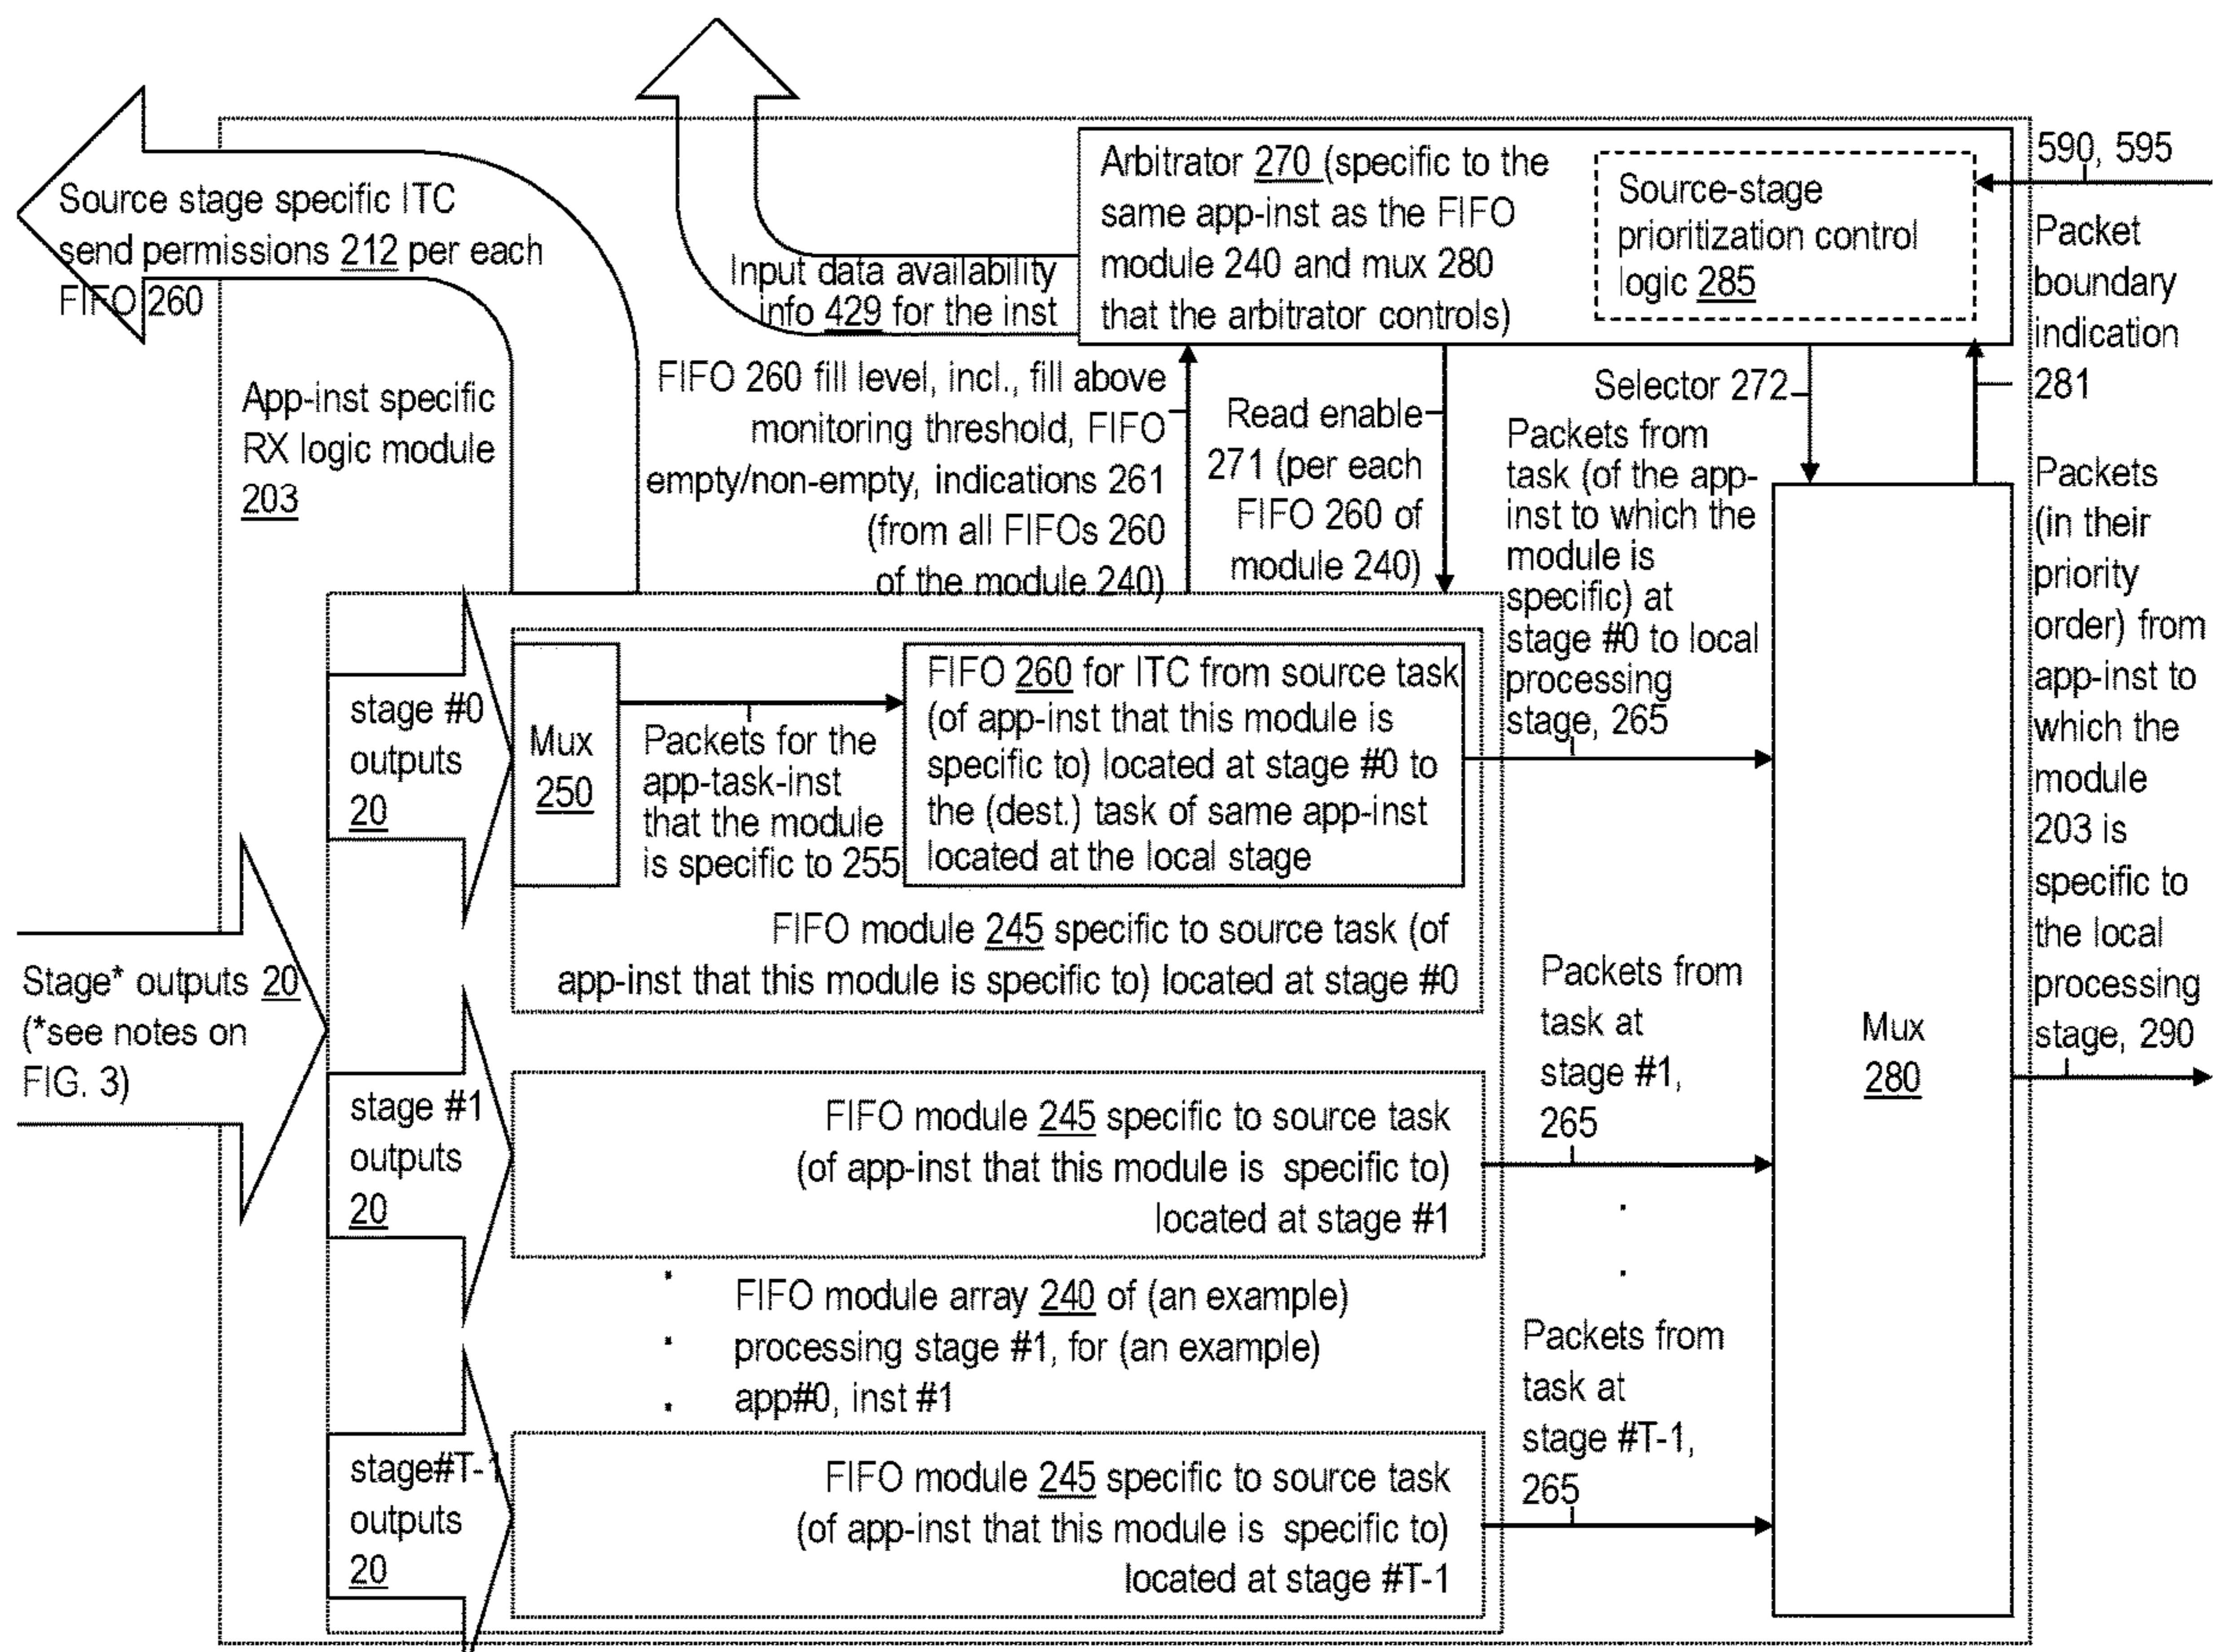 Source stage specific ITC
send permissions 212 per each
FIFO 260
App-inst specific
RX logic module
203
Input data availability
info 429 for the inst
Arbitrator 270 (specific to the
same app-inst as the FIFO
module 240 and mux 280
that the arbitrator controls)
Source-stage
prioritization control
logic 285
590, 595
Packet
boundary
indication
281
FIFO 260 fill level, incl., fill above
monitoring threshold, FIFO
empty/non-empty, indications 261
(from all FIFOs 260
of the module 240)
Read enable
271 (per each
FIFO 260 of
module 240)
Selector 272
Packets from
task (of the app-
inst to which the
module is
specific) at
stage #0 to local
processing
stage, 265
Packets
(in their
priority
order) from
app-inst to
which the
module
203 is
specific to
the local
processing
stage, 290
stage #0
outputs
20
Mux
250
Packets for the
app-task-inst
that the module
is specific to 255
FIFO 260 for ITC from source task
(of app-inst that this module is
specific to) located at stage #0 to
the (dest.) task of same app-inst
located at the local stage
FIFO module 245 specific to source task (of
app-inst that this module is specific to) located at stage #0
Stage* outputs 20
(*see notes on
FIG. 3)
stage #1
outputs
20
FIFO module 245 specific to source task
(of app-inst that this module is specific to)
located at stage #1
Packets from
task at
stage #1,
265
Mux
280
FIFO module array 240 of (an example)
processing stage #1, for (an example)
app#0, inst #1
Packets from
task at
stage #T-1,
265
stage#T-1
outputs
20
FIFO module 245 specific to source task
(of app-inst that this module is specific to)
located at stage #T-1